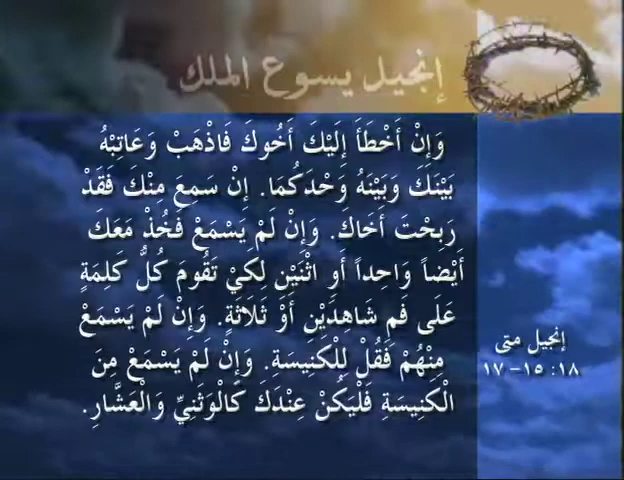 إنجيل يسوع الملك
وَإِنْ أَخْطَأَ إِلَيْكَ أَخُوكَ فَاذْهَبْ وَعَاتِبْهُ
بَيْنَكَ وَبَيْنَهُ وَحْدَكُمَا. إِنْ سَمِعَ مِنْكَ فَقَدْ
رَبِحْتَ أَخَاكَ. وَإِنْ لَمْ يَسْمَعْ فَخُذْ مَعَكَ
أَيْضاً وَاحِداً أَوِ اثْنَيْنِ لِكَيْ تَقُومَ كُلُّ كَلِمَةٍ
عَلَى فَمِ شَاهِدَيْنِ أَوْ ثَلَاثَةٍ. وَإِنْ لَمْ يَسْمَعْ
مِنْهُمْ فَقُلْ لِلْكَنِيسَةِ. وَإِنْ لَمْ يَسْمَعْ مِنَ
الْكَنِيسَةِ فَلْيَكُنْ عِنْدَكَ كَالْوَثَنِيِّ وَالْعَشَّارِ.
إنجيل متى
١٨: ١٥-١٧